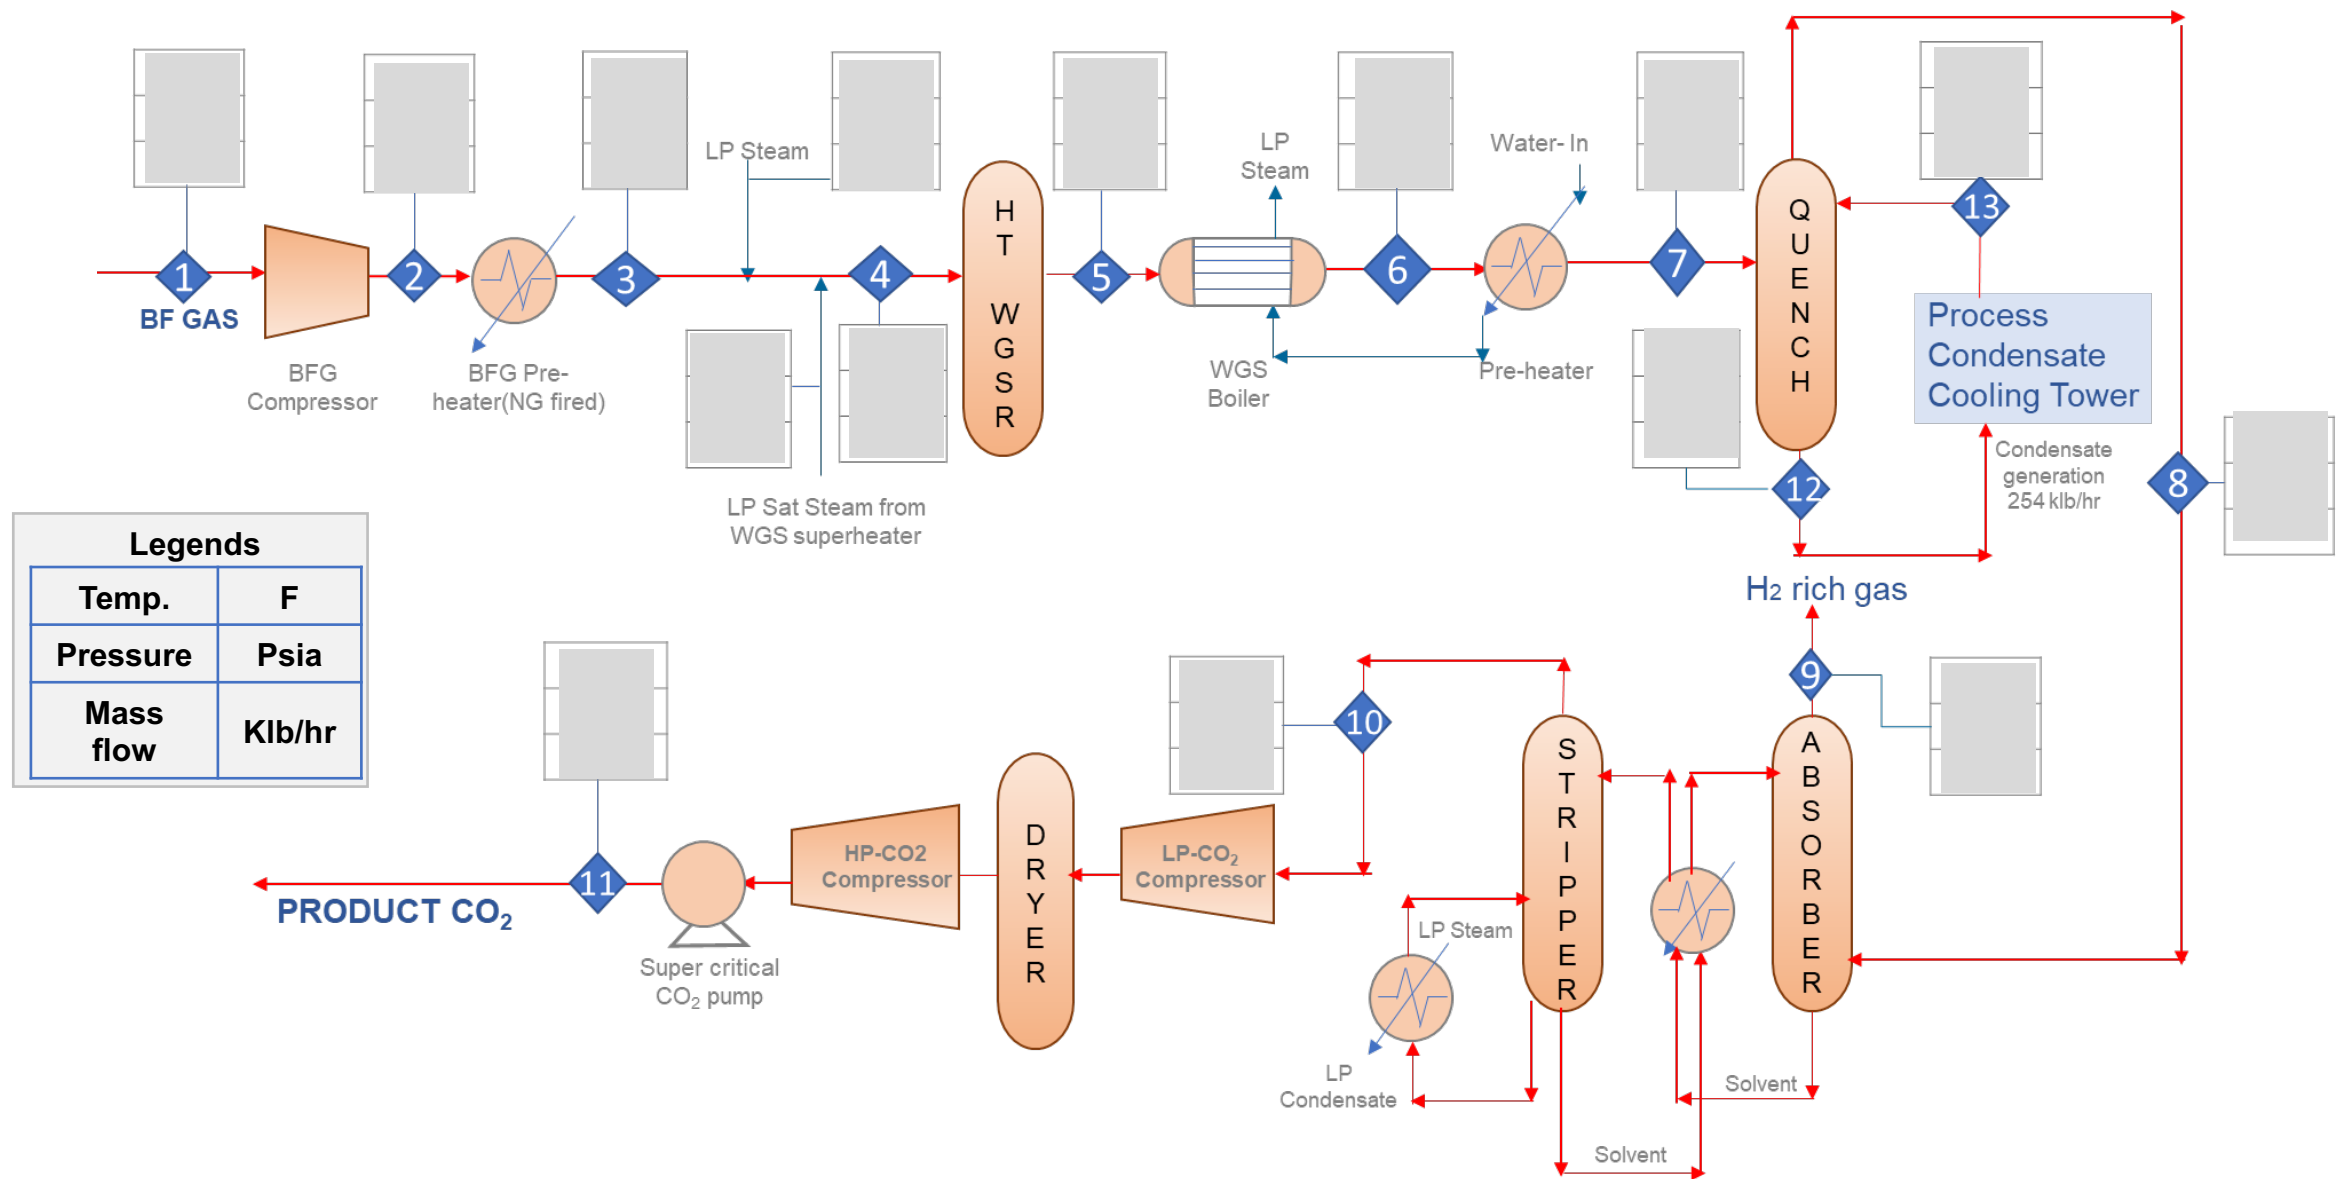 LP Steam
LP
Steam
Water- In
1
2
3
4
5
6
7
13
BF GAS
BFG
Compressor
BFG Pre-
heater(NG fired)
H
T
W
G
S
R
WGS
Boiler
Pre-heater
Q
U
E
N
C
H
Process
Condensate
Cooling Tower
Condensate
generation
254 klb/hr
12
8
LP Sat Steam from
WGS superheater
Legends
Temp. F
Pressure Psia
Mass
flow
Klb/hr
H2 rich gas
9
10
11
PRODUCT CO2
Super critical
CO2 pump
HP-CO2
Compressor
D
R
Y
E
R
LP-CO2
Compressor
S
T
R
I
P
P
E
R
A
B
S
O
R
B
E
R
LP Steam
LP
Condensate
Solvent
Solvent